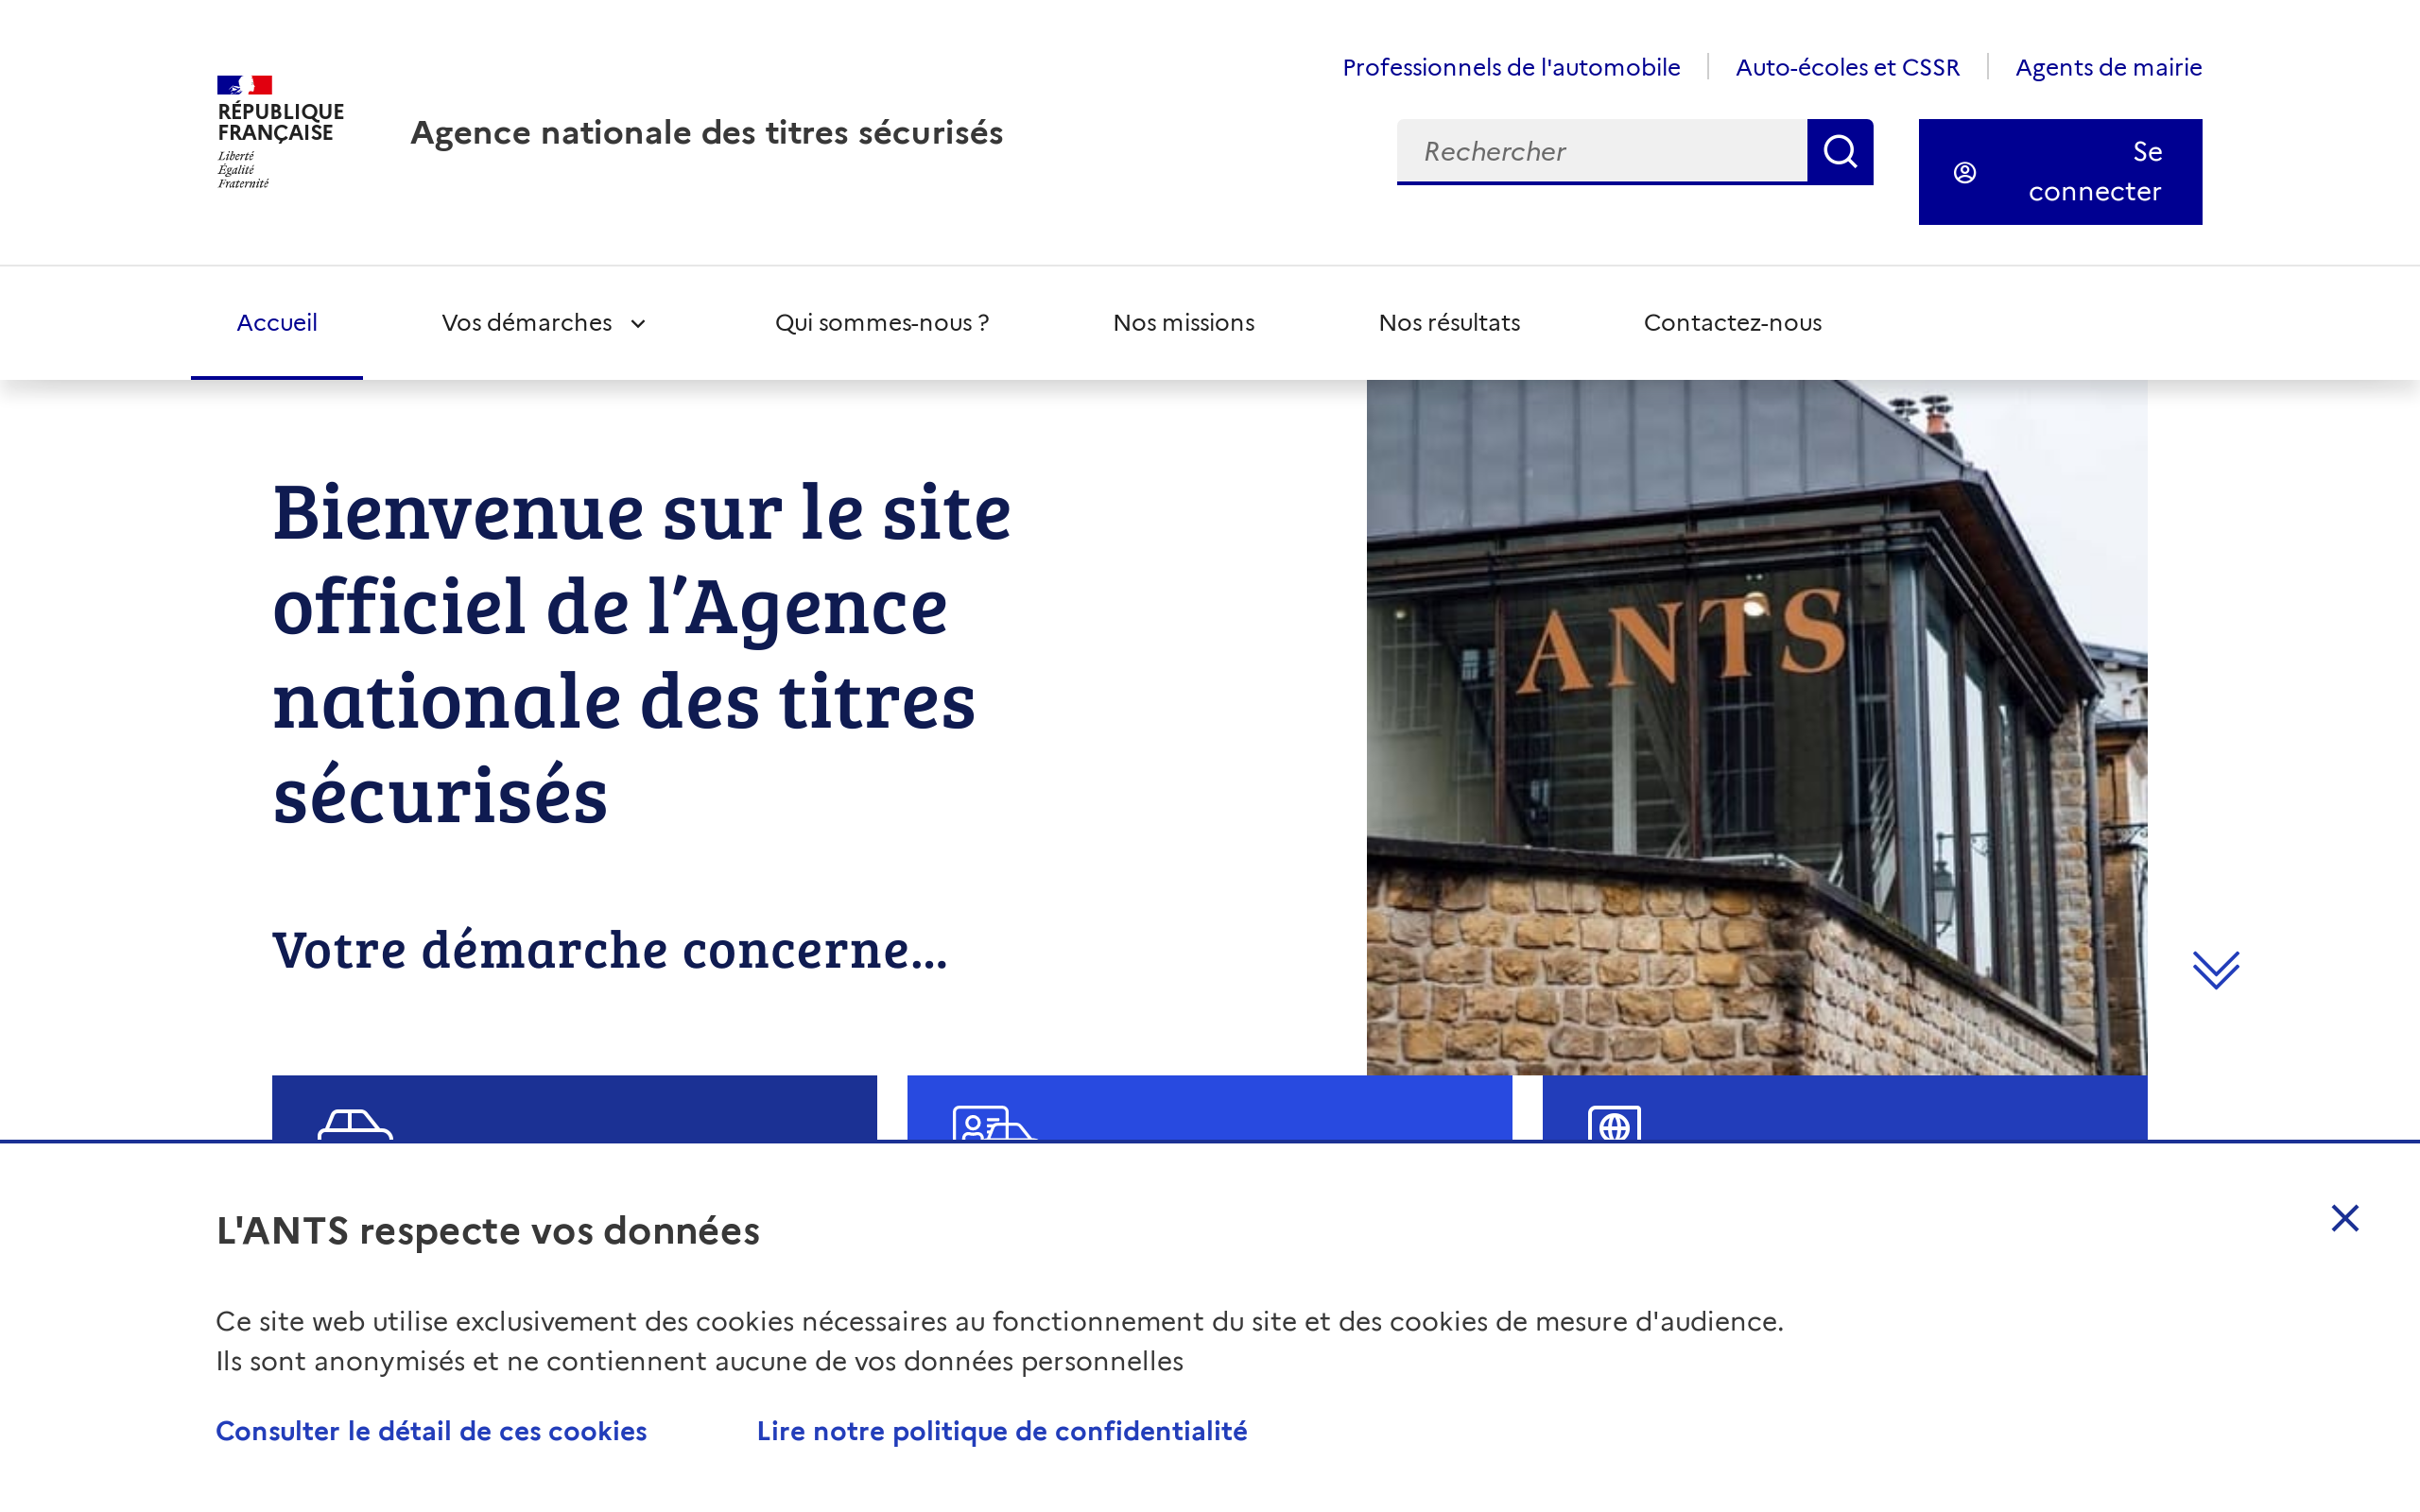 RÉPUBLIQUE
FRANÇAISE
Liberté
Égalité
Fraternité
Agence nationale des titres sécurisés
Professionnels de l'automobile
Auto-écoles et CSSR
Agents de mairie
Rechercher
Se
connecter
Accueil
Vos démarches
Qui sommes-nous ?
Nos missions
Nos résultats
Contactez-nous
Bienvenue sur le site
officiel de l’Agence
nationale des titres
sécurisés
ANTS
Votre démarche concerne...
L'ANTS respecte vos données
Ce site web utilise exclusivement des cookies nécessaires au fonctionnement du site et des cookies de mesure d'audience.
Ils sont anonymisés et ne contiennent aucune de vos données personnelles
Consulter le détail de ces cookies
Lire notre politique de confidentialité